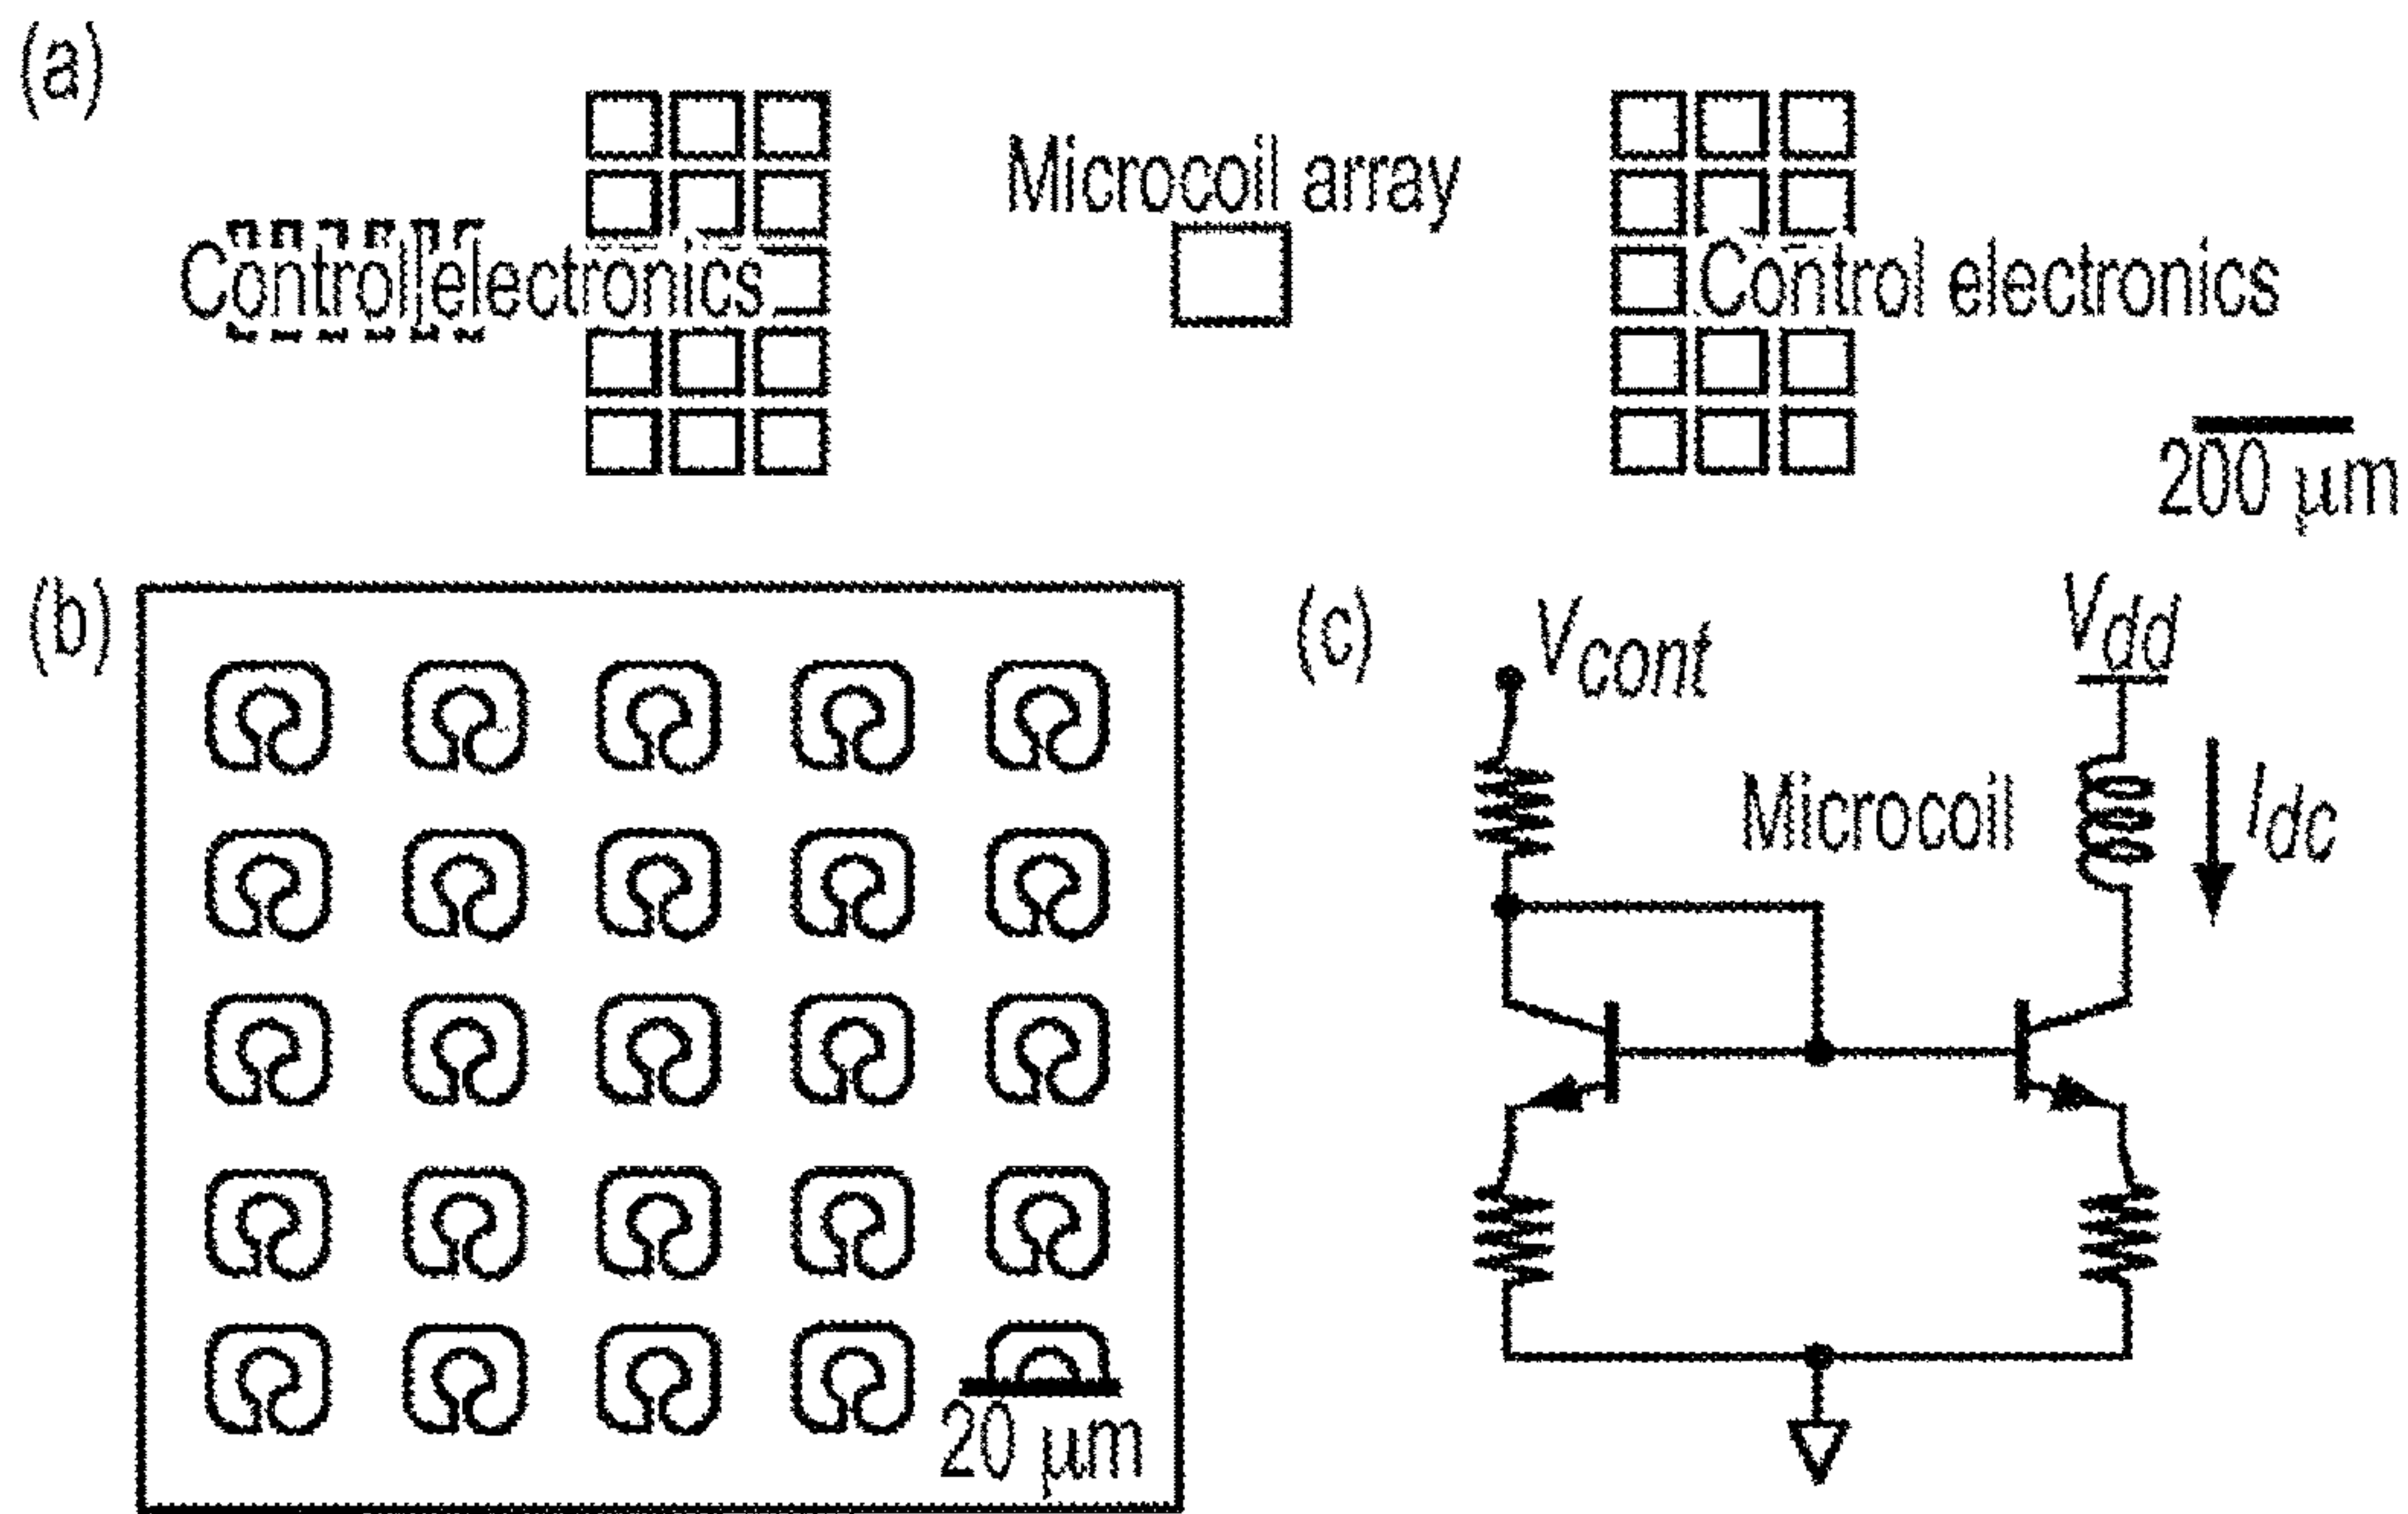 (a)
Microcoil array
Control electronics
Control electronics
200 μm
(b)
20 μm
(c)
Vcont
Vdd
Microcoil
Idc